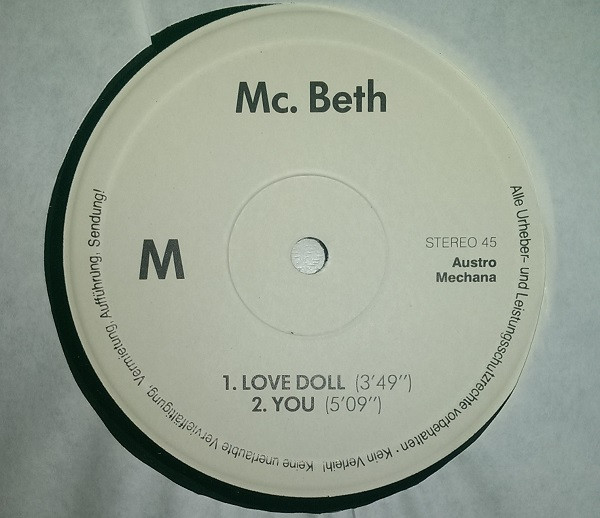 Mc. Beth
M
STEREO 45
Austro
Mechana
1. LOVE DOLL (3'49")
2. YOU (5'09")
Alle Urheber- und Leistungsschutzrechte vorbehalten · Kein Verleih! Keine unerlaubte Vervielfältigung, Vermietung, Aufführung, Sendung!